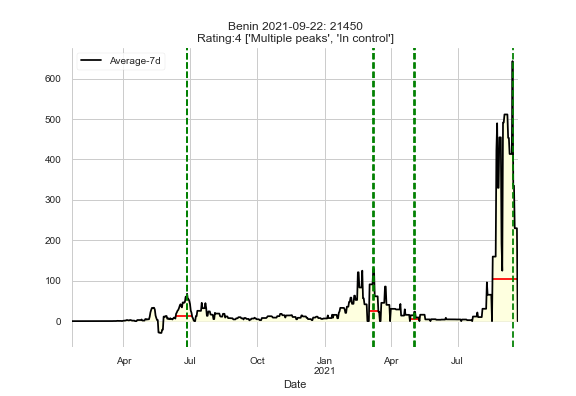 Benin 2021-09-22: 21450
Rating:4 ['Multiple peaks', 'In control']
Average-7d
600
500
400
300
200
100
0
Apr
Jul
Oct
Jan
2021
Apr
Jul
Date